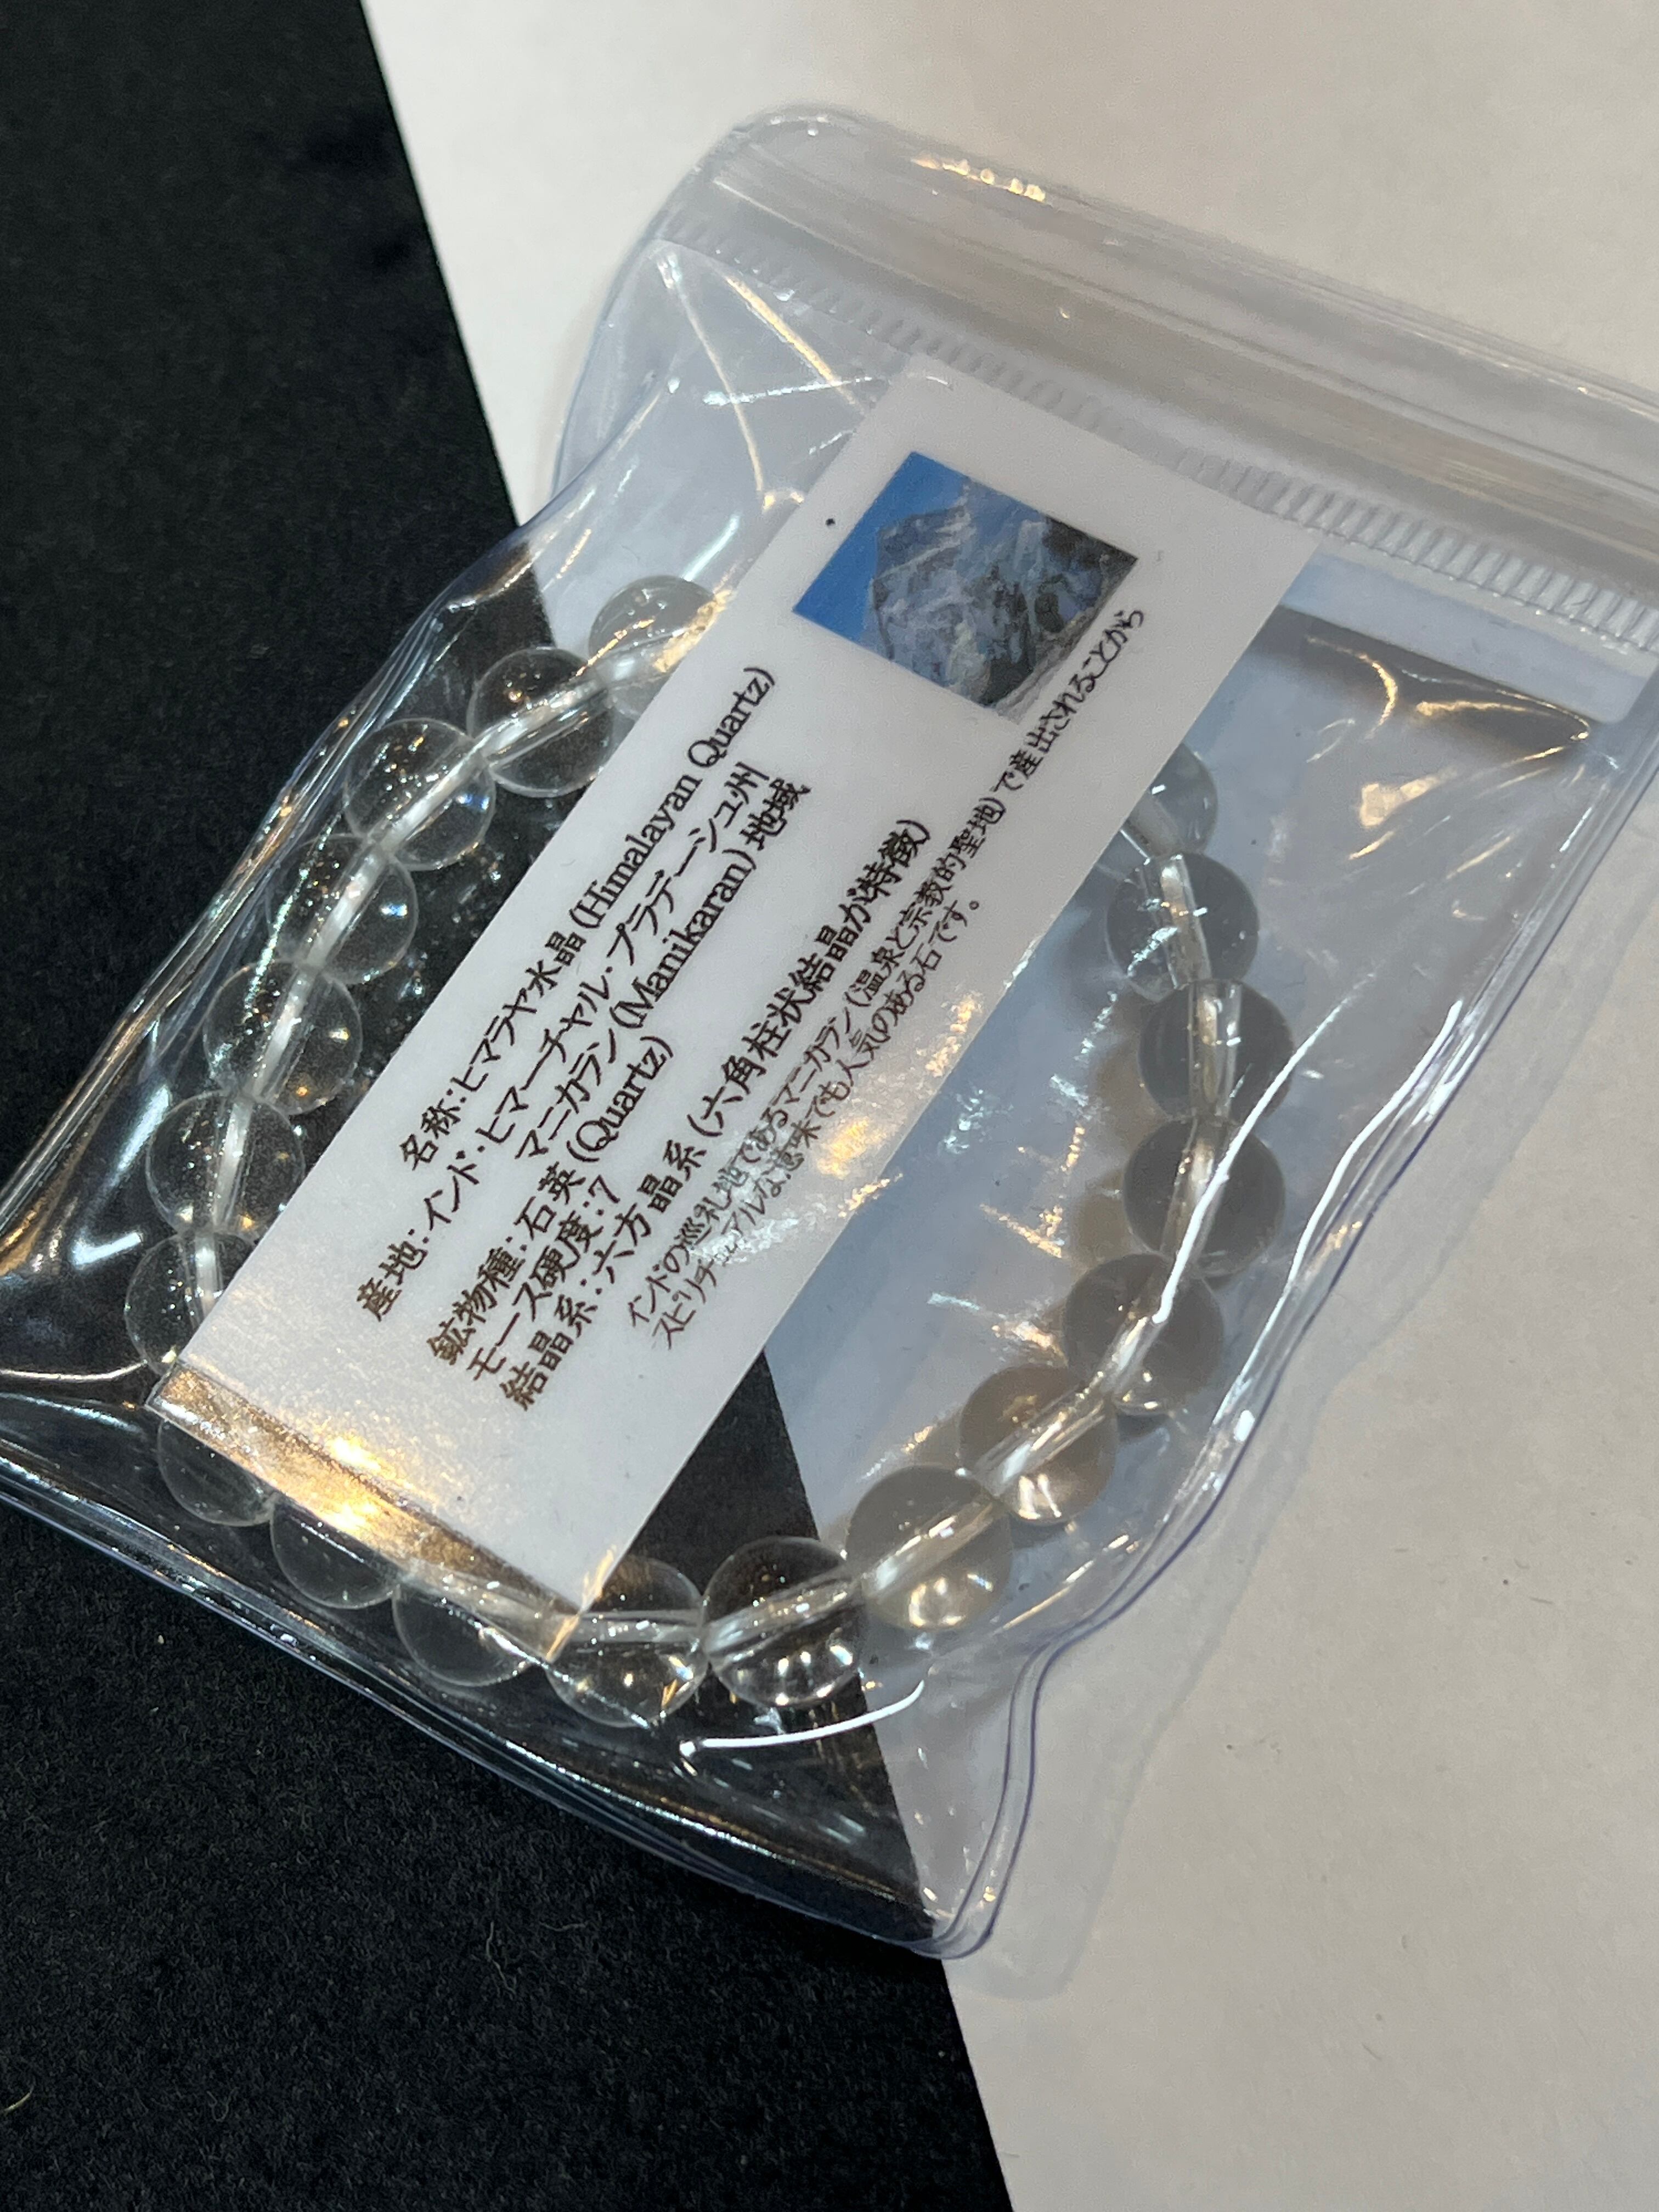 名称：ヒマラヤ水晶 (Himalayan Quartz)
産地：インド・ヒマーチャル・プラデーシュ州
マニカラン (Manikaran) 地域
鉱物種：石英 (Quartz)
モース硬度：7
結晶系：六方晶系 (六角柱状結晶が特徴)
インドの巡礼地であるマニカラン (温泉と宗教的聖地) で産出されることから
スピリチュアルな意味でも人気のある石です。